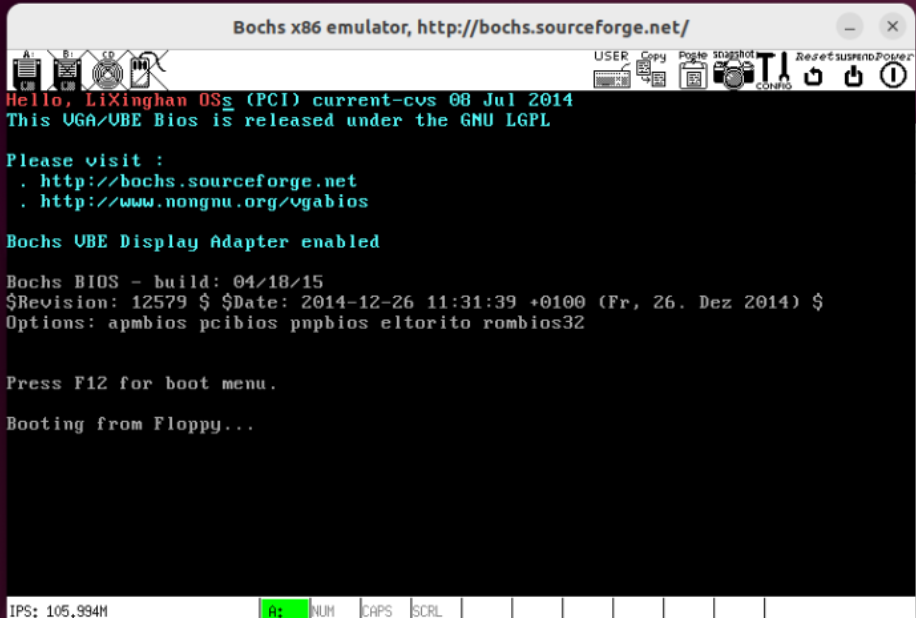 Bochs x86 emulator, http://bochs.sourceforge.net/
A: B: CD USER Copy Paste snapshot CONFIG Reset SUSPEND Power
Hello, LiXinghan OSs (PCI) current-cvs 08 Jul 2014
This VGA/VBE Bios is released under the GNU LGPL
Please visit :
. http://bochs.sourceforge.net
. http://www.nongnu.org/vgabios
Bochs VBE Display Adapter enabled
Bochs BIOS - build: 04/18/15
$Revision: 12579 $ $Date: 2014-12-26 11:31:39 +0100 (Fr, 26. Dez 2014) $
Options: apmbios pcibios pnpbios eltorito rombios32
Press F12 for boot menu.
Booting from Floppy...
IPS: 105.994M A: NUM CAPS SCRL